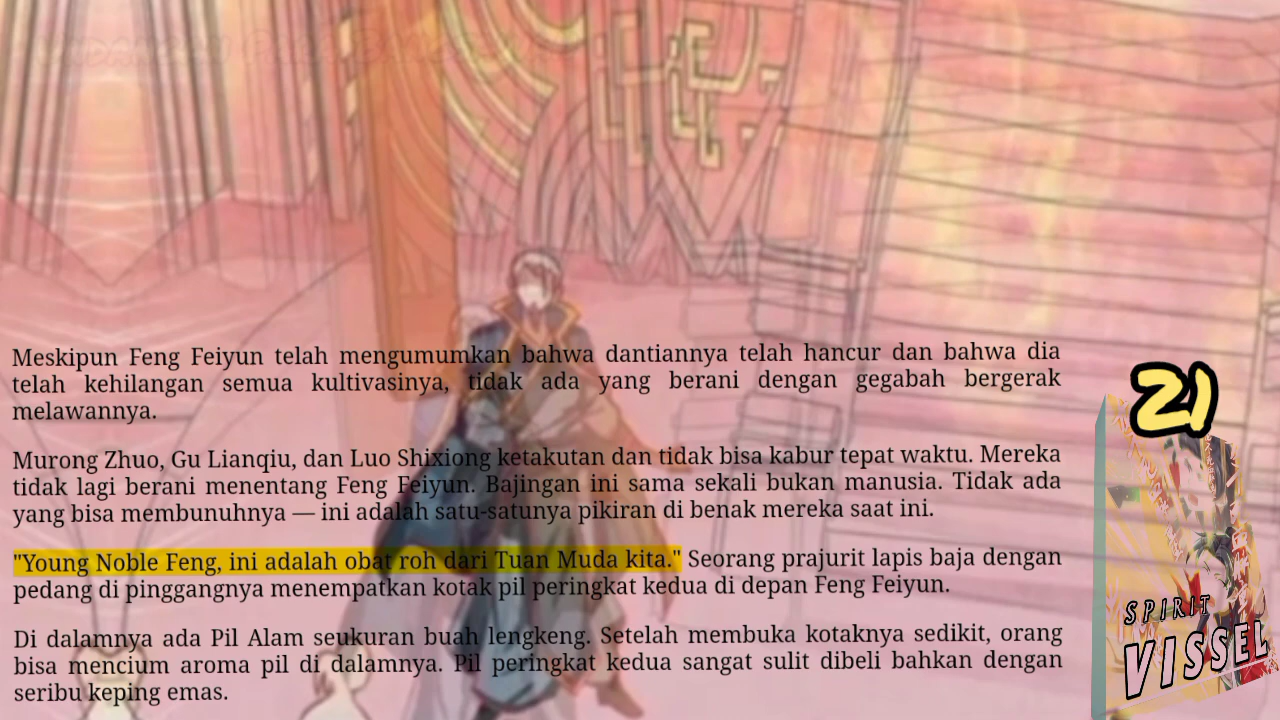 Meskipun Feng Feiyun telah mengumumkan bahwa dantiannya telah hancur dan bahwa dia
telah kehilangan semua kultivasinya, tidak ada yang berani dengan gegabah bergerak
melawannya.
Murong Zhuo, Gu Lianqiu, dan Luo Shixiong ketakutan dan tidak bisa kabur tepat waktu. Mereka
tidak lagi berani menentang Feng Feiyun. Bajingan ini sama sekali bukan manusia. Tidak ada
yang bisa membunuhnya — ini adalah satu-satunya pikiran di benak mereka saat ini.
"Young Noble Feng, ini adalah obat roh dari Tuan Muda kita." Seorang prajurit lapis baja dengan
pedang di pinggangnya menempatkan kotak pil peringkat kedua di depan Feng Feiyun.
Di dalamnya ada Pil Alam seukuran buah lengkeng. Setelah membuka kotaknya sedikit, orang
bisa mencium aroma pil di dalamnya. Pil peringkat kedua sangat sulit dibeli bahkan dengan
seribu keping emas.
21
SPIRIT
VISSEL